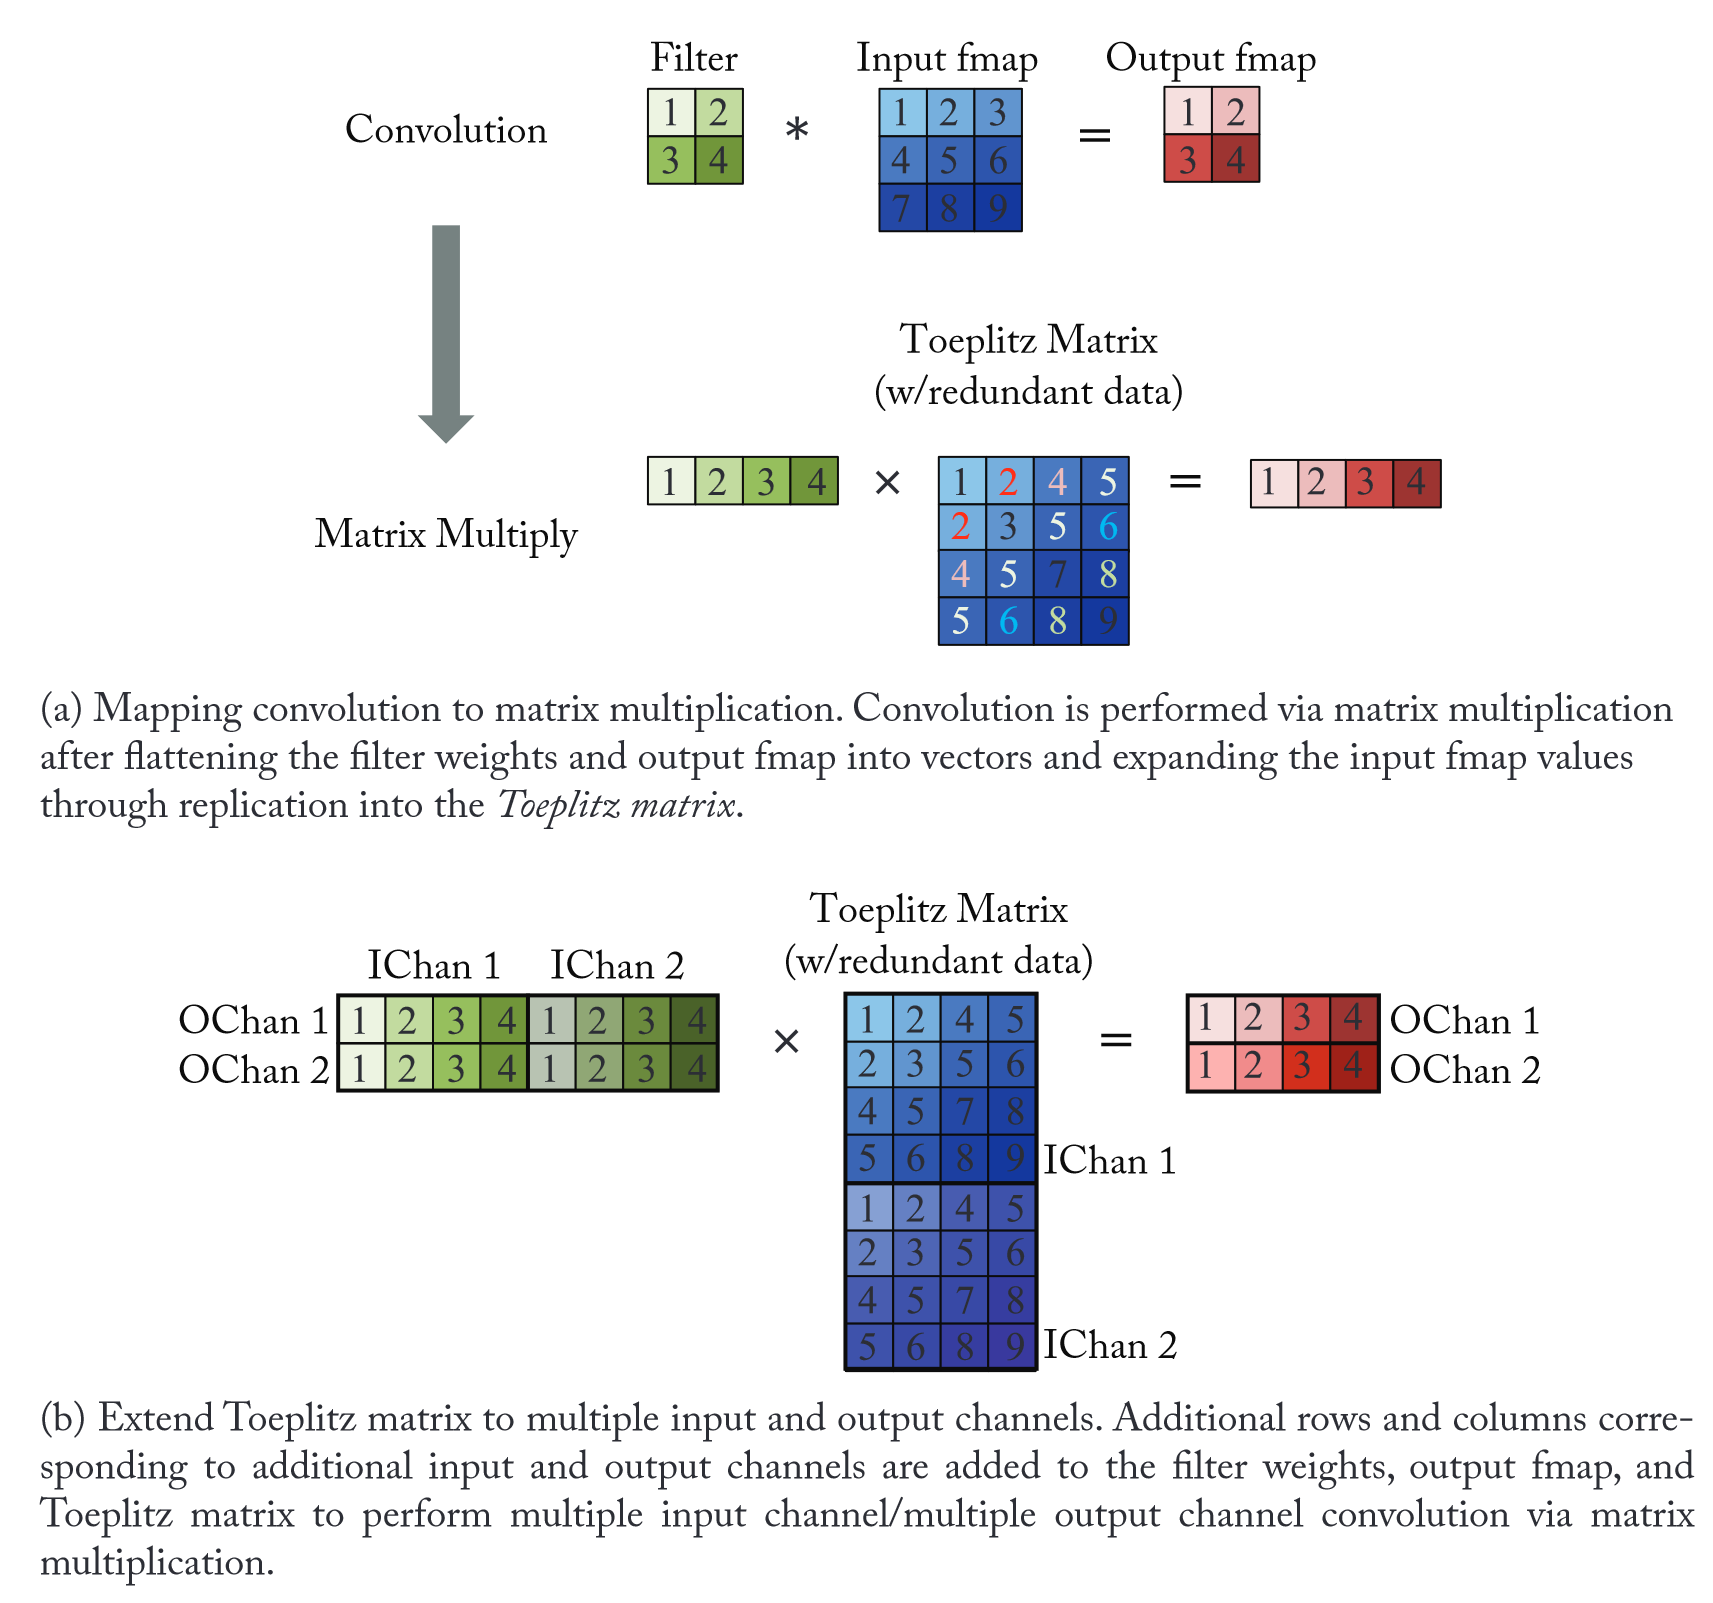 Filter Input fmap Output fmap
1 2 1 2 3 1 2
Convolution * =
3 4 4 5 6 3 4
7 8 9
Toeplitz Matrix
(w/redundant data)
1 2 3 4 × 1 2 4 5 = 1 2 3 4
2 3 5 6
Matrix Multiply
4 5 7 8
5 6 8 9
(a) Mapping convolution to matrix multiplication. Convolution is performed via matrix multiplication
after flattening the filter weights and output fmap into vectors and expanding the input fmap values
through replication into the Toeplitz matrix.
Toeplitz Matrix
(w/redundant data)
IChan 1 IChan 2
OChan 1 1 2 3 4 1 2 3 4 1 2 4 5 1 2 3 4 OChan 1
× =
OChan 2 1 2 3 4 1 2 3 4 2 3 5 6 1 2 3 4 OChan 2
4 5 7 8
5 6 8 9 IChan 1
1 2 4 5
2 3 5 6
4 5 7 8
5 6 8 9 IChan 2
(b) Extend Toeplitz matrix to multiple input and output channels. Additional rows and columns corre-
sponding to additional input and output channels are added to the filter weights, output fmap, and
Toeplitz matrix to perform multiple input channel/multiple output channel convolution via matrix
multiplication.